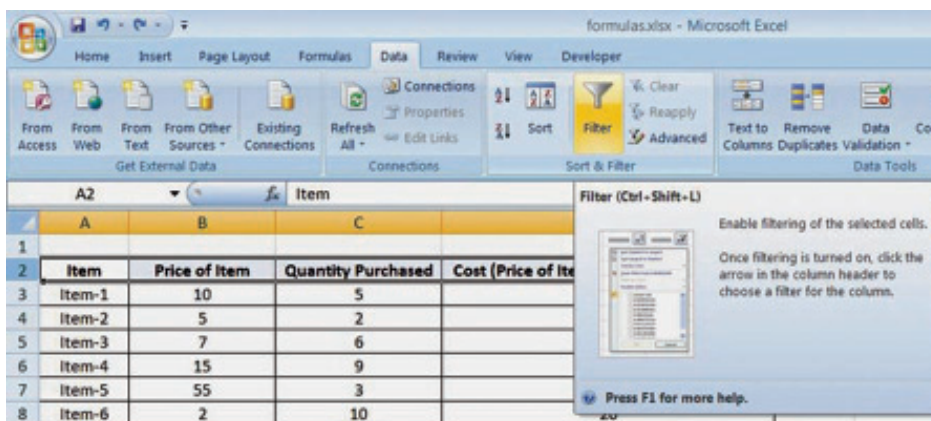 formulas.xlsx - Microsoft Excel
Home Insert Page Layout Formulas Data Review View Developer
From Access
From Web
From Text
From Other Sources
Existing Connections
Get External Data
Refresh All
Connections
Properties
Edit Links
Connections
Sort
Filter
Clear
Reapply
Advanced
Sort & Filter
Text to Columns
Remove Duplicates
Data Validation
Co
Data Tools
A2 fx Item
A B C
1
2 Item Price of Item Quantity Purchased Cost (Price of Ite
3 Item-1 10 5
4 Item-2 5 2
5 Item-3 7 6
6 Item-4 15 9
7 Item-5 55 3
8 Item-6 2 10 20
Filter (Ctrl+Shift+L)
Enable filtering of the selected cells.
Once filtering is turned on, click the
arrow in the column header to
choose a filter for the column.
Press F1 for more help.